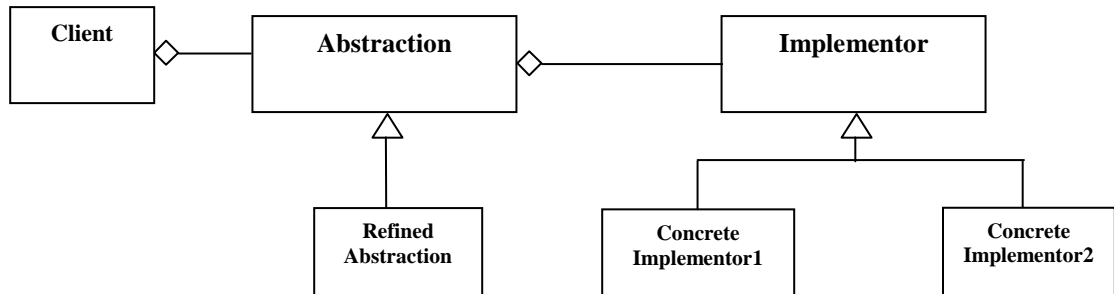 Client
Abstraction
Implementor
Refined
Abstraction
Concrete
Implementor1
Concrete
Implementor2